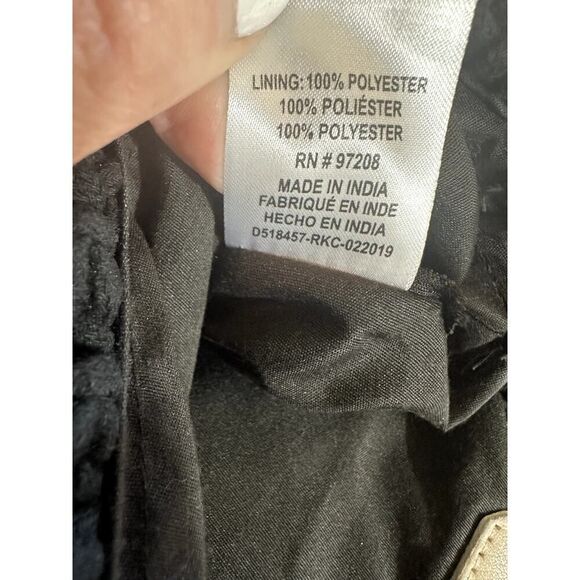 LINING: 100% POLYESTER
100% POLIÉSTER
100% POLYESTER
RN # 97208
MADE IN INDIA
FABRIQUÉ EN INDE
HECHO EN INDIA
D518457-RKC-022019